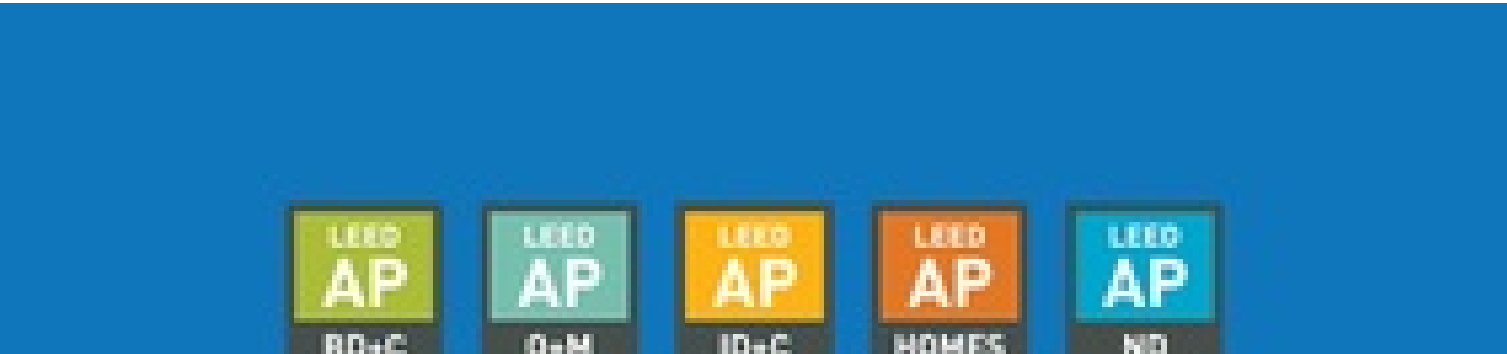 LEED LEED LEED LEED LEED
AP AP AP AP AP
BD+C O+M ID+C HOMES ND